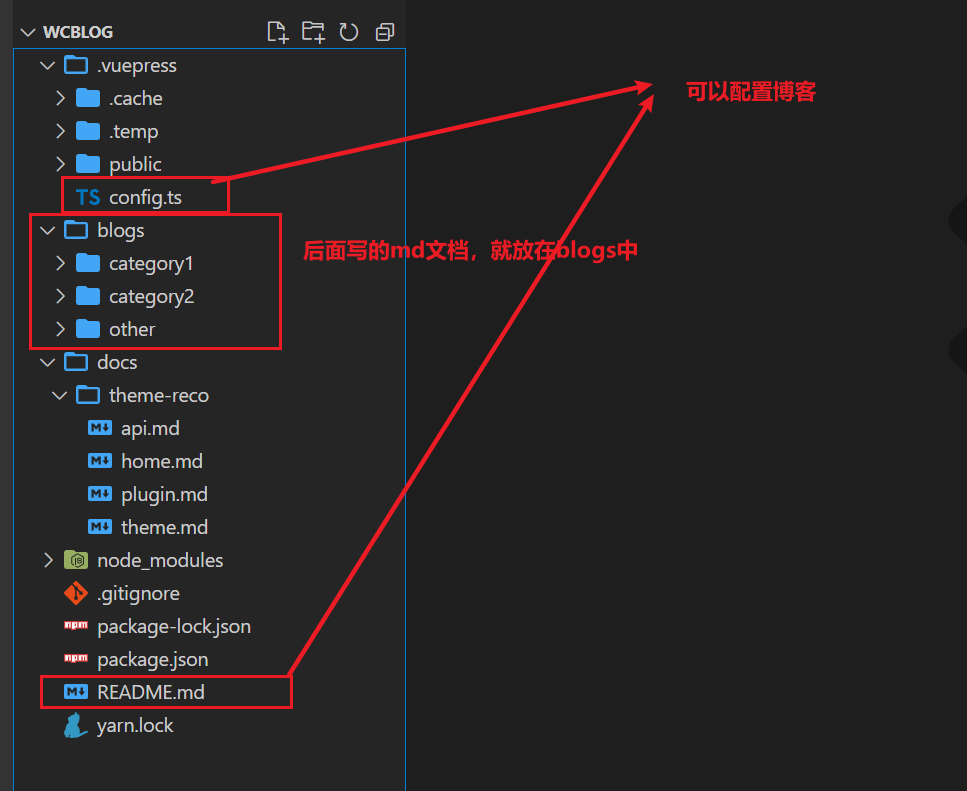 WCBLOG
.vuepress
可以配置博客
.cache
.temp
public
TS config.ts
blogs
后面写的md文档，就放在blogs中
category1
category2
other
docs
theme-reco
M↓ api.md
M↓ home.md
M↓ plugin.md
M↓ theme.md
JS node_modules
.gitignore
npm package-lock.json
npm package.json
M↓ README.md
yarn.lock